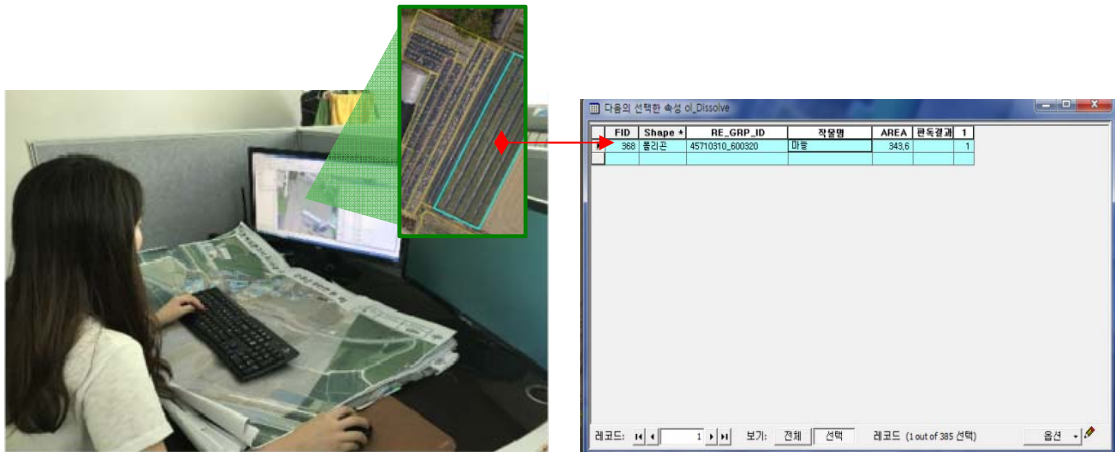 다음의 선택한 속성 ol_Dissolve
FID Shape * RE_GRP_ID 작물명 AREA 판독결과 1
368 폴리곤 45710310_600320 마늘 343,6 1
레코드: 1 보기: 전체 선택 레코드 (1 out of 385 선택) 옵션